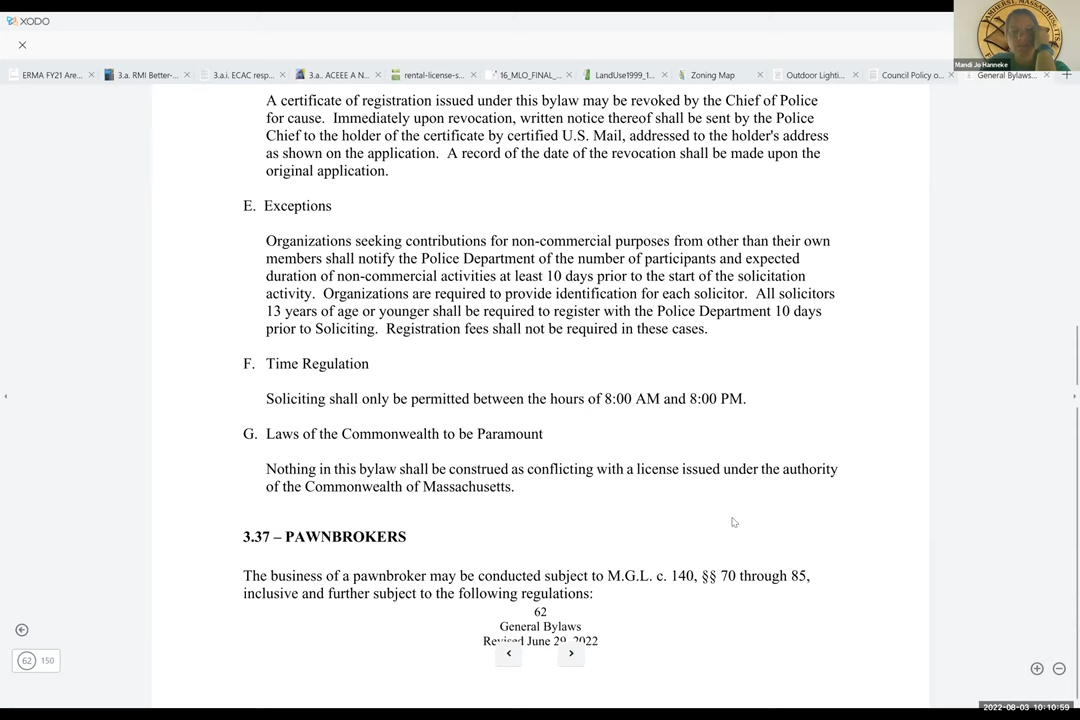 XODO
AMHERST, MASSACHUSETTS
Mandi Jo Hanneke
ERMA FY21 Are...
3.a. RMI Better-...
3.a.i. ECAC resp...
3.a.. ACEEE A N...
rental-license-s...
16_MLO_FINAL_...
LandUse1999_1...
Zoning Map
Outdoor Lighti...
Council Policy o...
General Bylaws...
A certificate of registration issued under this bylaw may be revoked by the Chief of Police
for cause. Immediately upon revocation, written notice thereof shall be sent by the Police
Chief to the holder of the certificate by certified U.S. Mail, addressed to the holder's address
as shown on the application. A record of the date of the revocation shall be made upon the
original application.
E. Exceptions
Organizations seeking contributions for non-commercial purposes from other than their own
members shall notify the Police Department of the number of participants and expected
duration of non-commercial activities at least 10 days prior to the start of the solicitation
activity. Organizations are required to provide identification for each solicitor. All solicitors
13 years of age or younger shall be required to register with the Police Department 10 days
prior to Soliciting. Registration fees shall not be required in these cases.
F. Time Regulation
Soliciting shall only be permitted between the hours of 8:00 AM and 8:00 PM.
G. Laws of the Commonwealth to be Paramount
Nothing in this bylaw shall be construed as conflicting with a license issued under the authority
of the Commonwealth of Massachusetts.
3.37 – PAWNBROKERS
The business of a pawnbroker may be conducted subject to M.G.L. c. 140, §§ 70 through 85,
inclusive and further subject to the following regulations:
62
General Bylaws
Revised June 29, 2022
62 150
2022-08-03 10:10:59